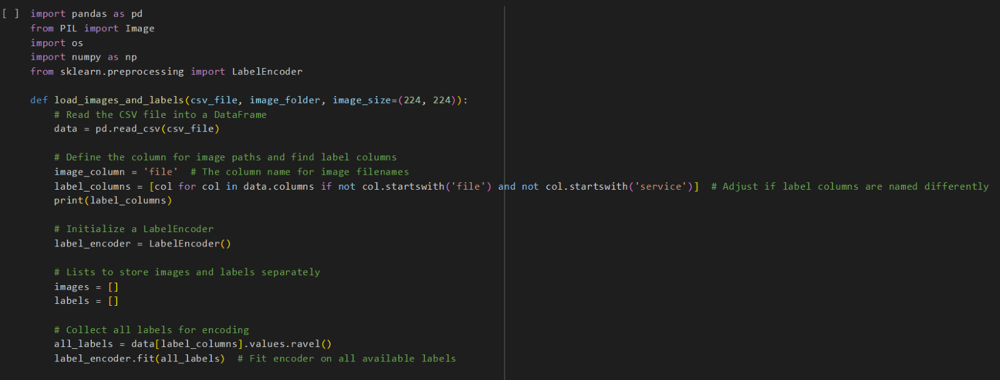 [ ] import pandas as pd
from PIL import Image
import os
import numpy as np
from sklearn.preprocessing import LabelEncoder

def load_images_and_labels(csv_file, image_folder, image_size=(224, 224)):
    # Read the CSV file into a DataFrame
    data = pd.read_csv(csv_file)

    # Define the column for image paths and find label columns
    image_column = 'file'  # The column name for image filenames
    label_columns = [col for col in data.columns if not col.startswith('file') and not col.startswith('service')]  # Adjust if label columns are named differently
    print(label_columns)

    # Initialize a LabelEncoder
    label_encoder = LabelEncoder()

    # Lists to store images and labels separately
    images = []
    labels = []

    # Collect all labels for encoding
    all_labels = data[label_columns].values.ravel()
    label_encoder.fit(all_labels)  # Fit encoder on all available labels